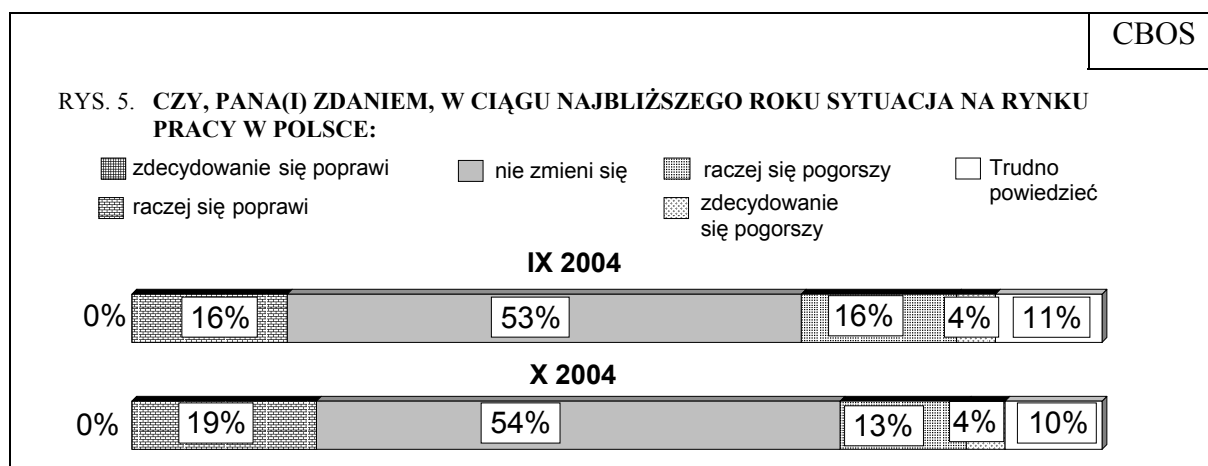 CBOS
RYS. 5. CZY, PANA(I) ZDANIEM, W CIĄGU NAJBLIŻSZEGO ROKU SYTUACJA NA RYNKU
PRACY W POLSCE:
zdecydowanie się poprawi
nie zmieni się
raczej się pogorszy
Trudno
powiedzieć
raczej się poprawi
zdecydowanie
się pogorszy
IX 2004
0% 16% 53% 16% 4% 11%
X 2004
0% 19% 54% 13% 4% 10%